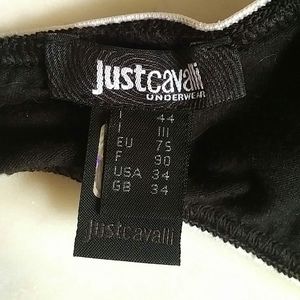 justcavalli
UNDERWEAR
I 44
I III
EU 75
F 90
USA 34
GB 34
justcavalli